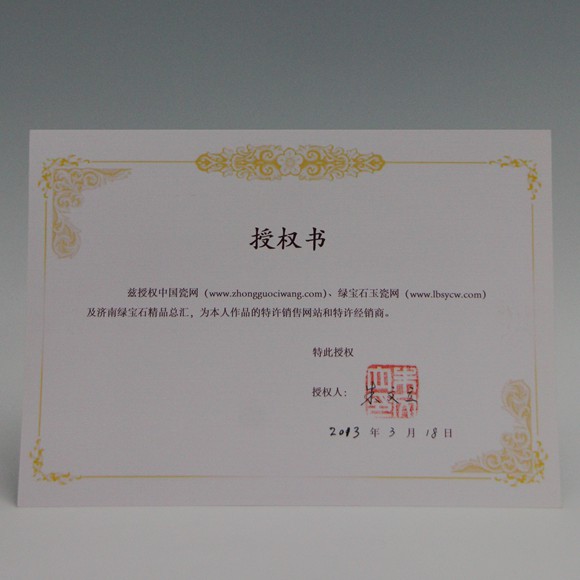 授权书
兹授权中国瓷网（www.zhongguociwang.com）、绿宝石玉瓷网（www.lbsycw.com）
及济南绿宝石精品总汇，为本人作品的特许销售网站和特许经销商。
特此授权
授权人：朱文立
2013 年 3 月 18 日